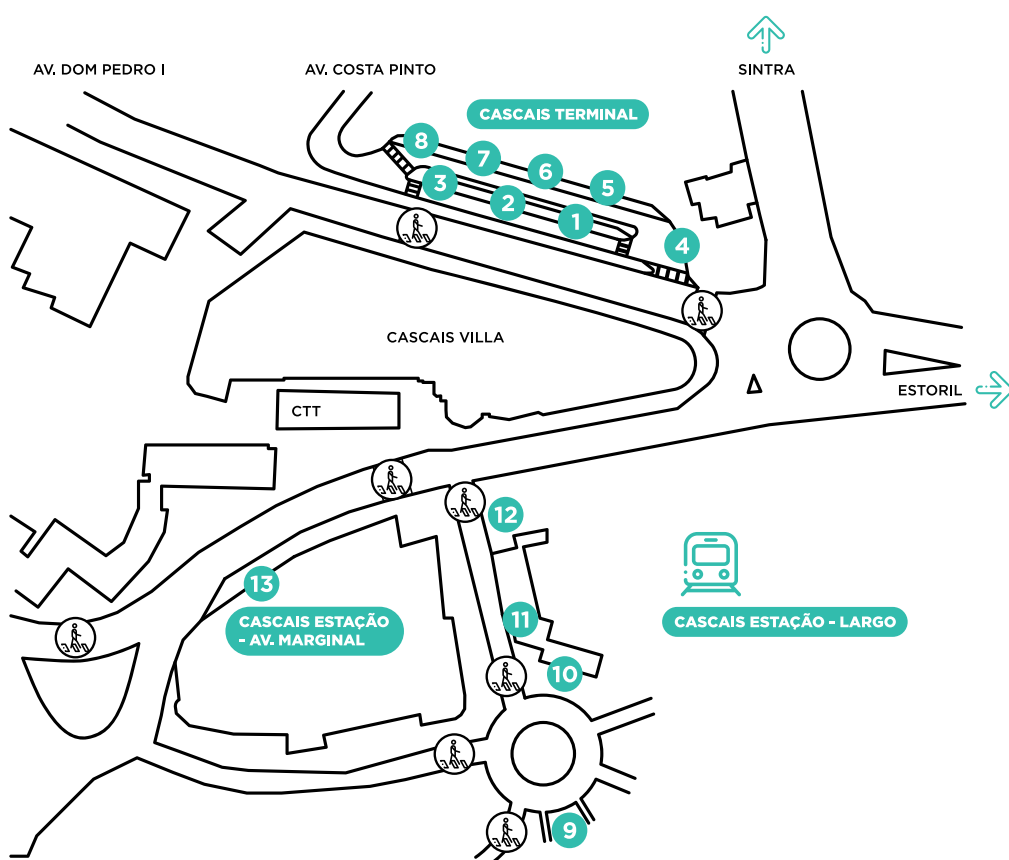 AV. DOM PEDRO I
AV. COSTA PINTO
SINTRA
CASCAIS TERMINAL
8
7
6
5
3
2
1
4
CASCAIS VILLA
ESTORIL
CTT
12
13
CASCAIS ESTAÇÃO
- AV. MARGINAL
11
CASCAIS ESTAÇÃO - LARGO
10
9